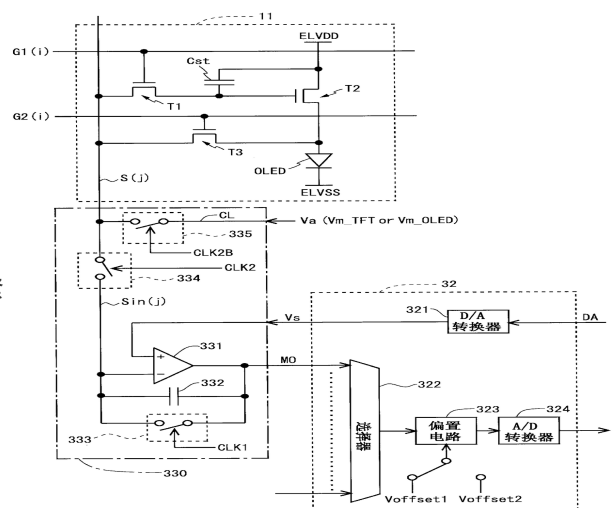 11
ELVDD
G1(i)
Cst
T2
T1
G2(i)
T3
OLED
S(j)
ELVSS
CL
Va (Vm_TFT or Vm_OLED)
335
CLK2B
334
CLK2
32
Sin(j)
321
Vs
D/A
转换器
DA
331
MO
322
332
323
324
选择器
偏置
电路
A/D
转换器
333
CLK1
330
Voffset1
Voffset2